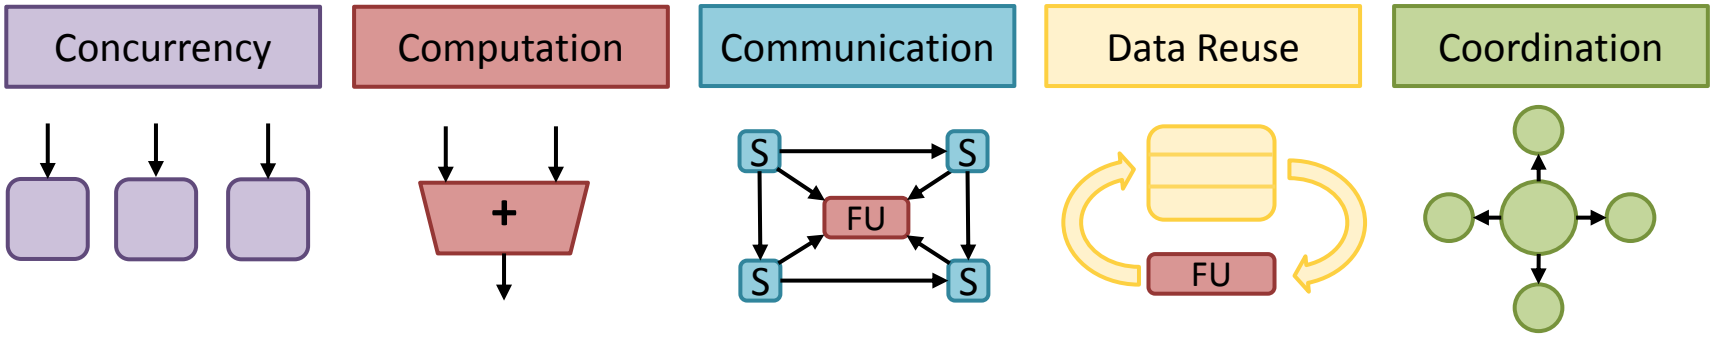 Concurrency
Computation
Communication
Data Reuse
Coordination
+
S
S
FU
S
S
FU